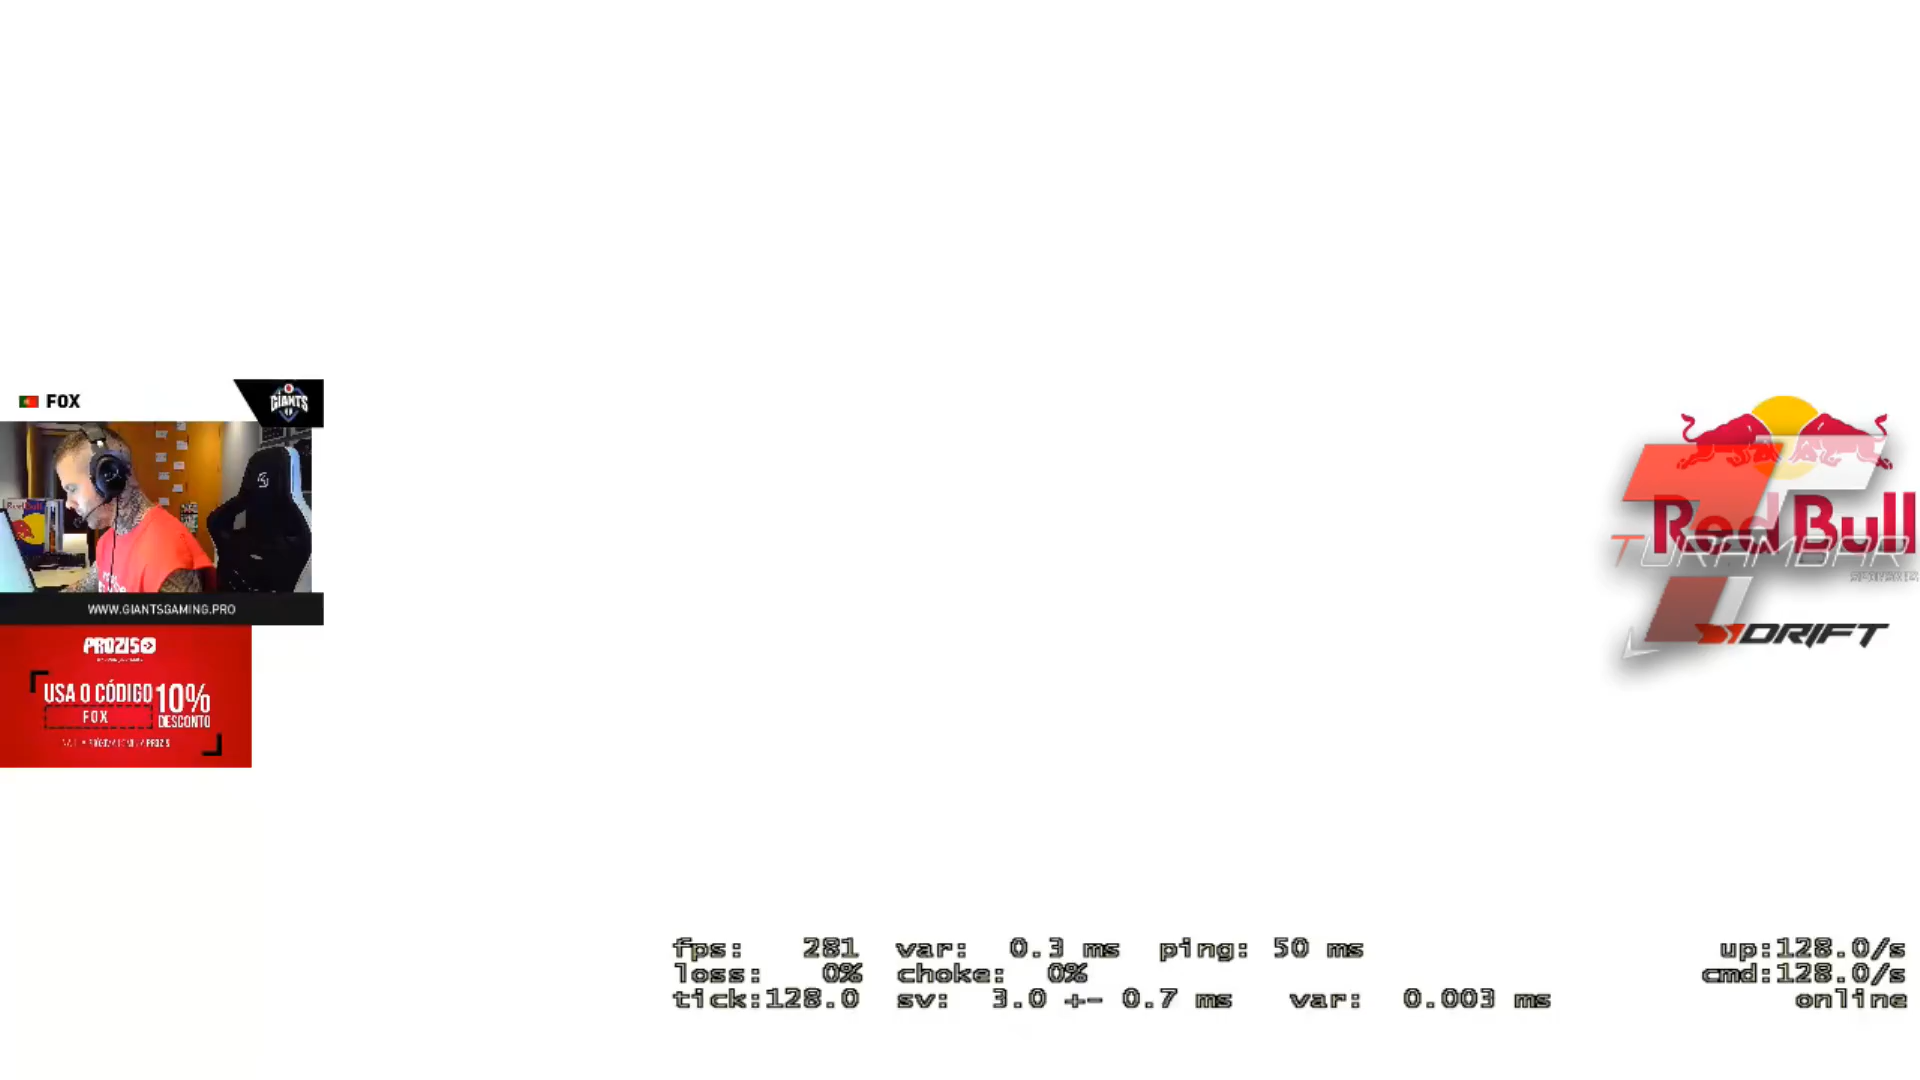 FOX
GIANTS
RedBull
WWW.GIANTSGAMING.PRO
PROZIS
USA O CÓDIGO
FOX
10%
DESCONTO
PROZIS
Red Bull
TURAMBAR
DRIFT
fps: 281 var: 0.3 ms ping: 50 ms
loss: 0% choke: 0%
tick:128.0 sv: 3.0 +- 0.7 ms var: 0.003 ms
up:128.0/s
cmd:128.0/s
online